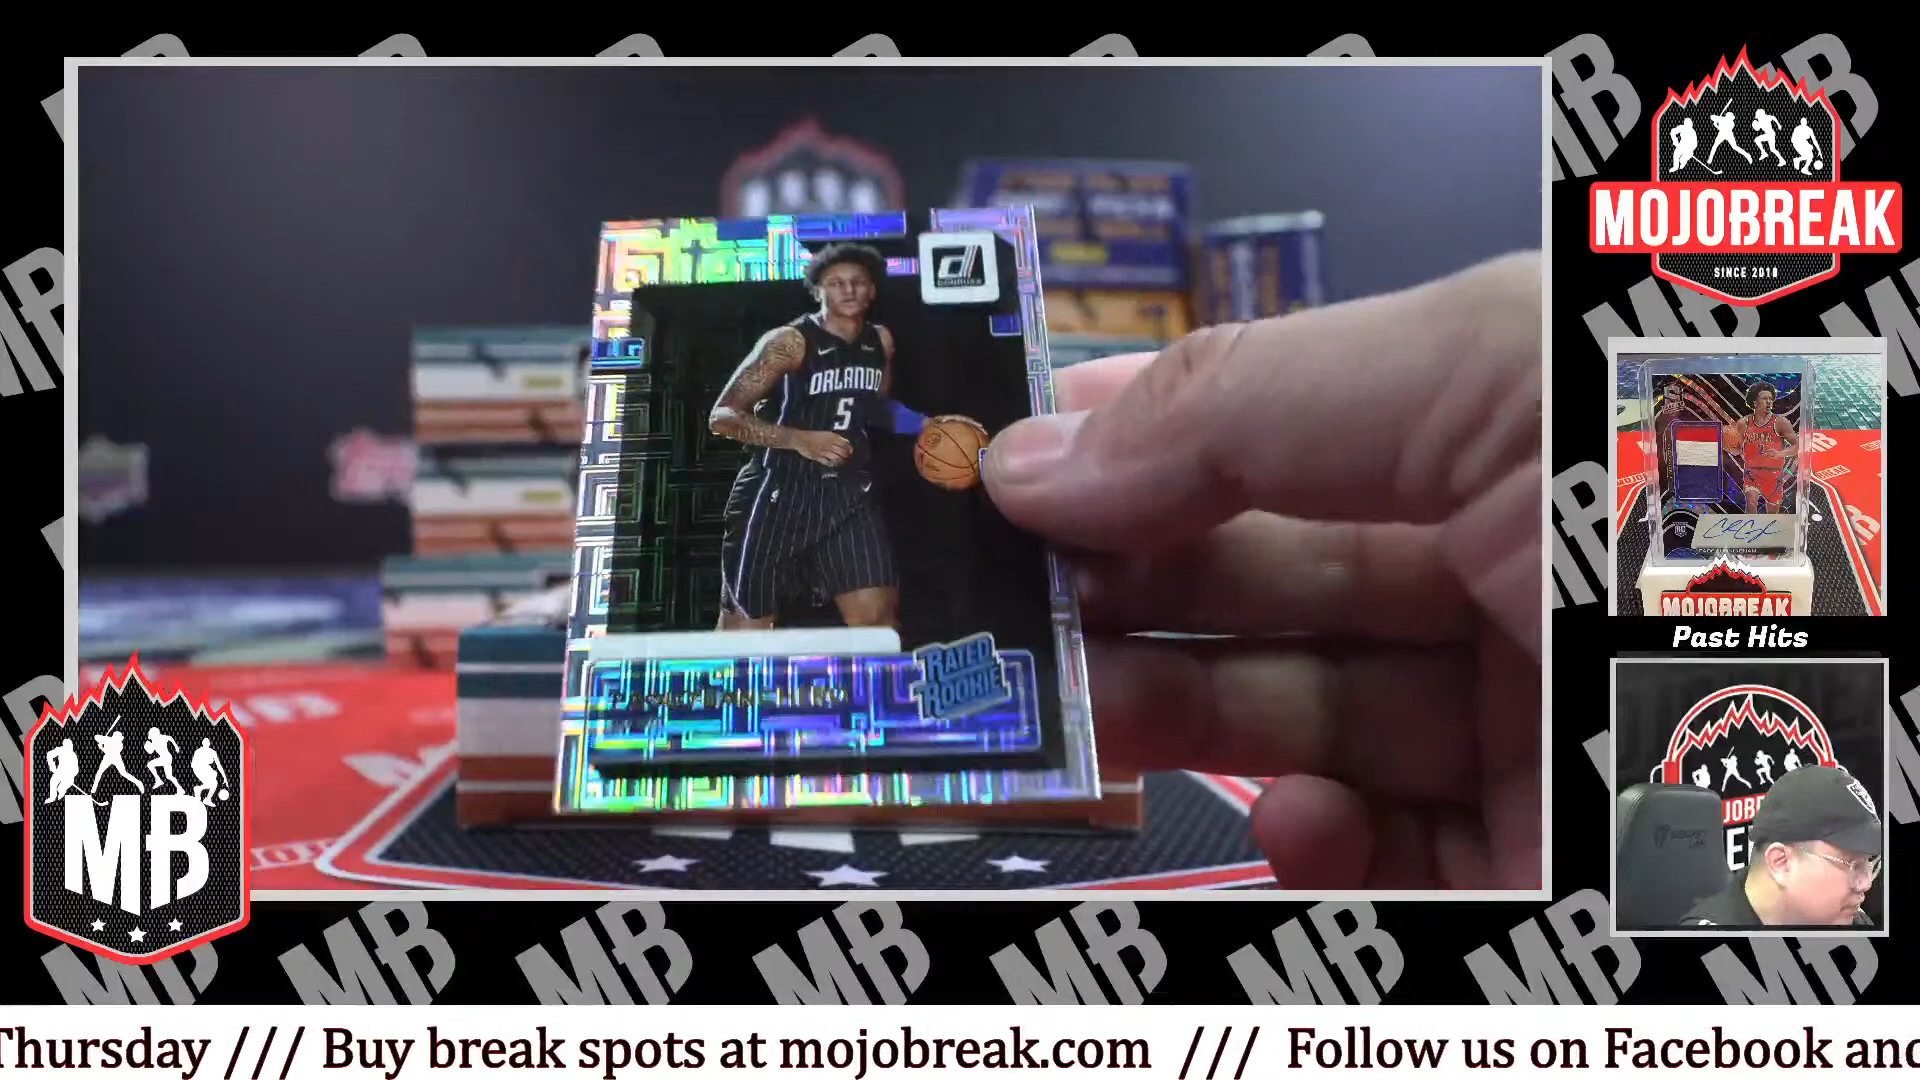 MOJOBREAK
SINCE 2018
DONRUSS
ORLANDO
5
RATED
ROOKIE
MOJOBREAK
Past Hits
MB
Thursday /// Buy break spots at mojobreak.com /// Follow us on Facebook and